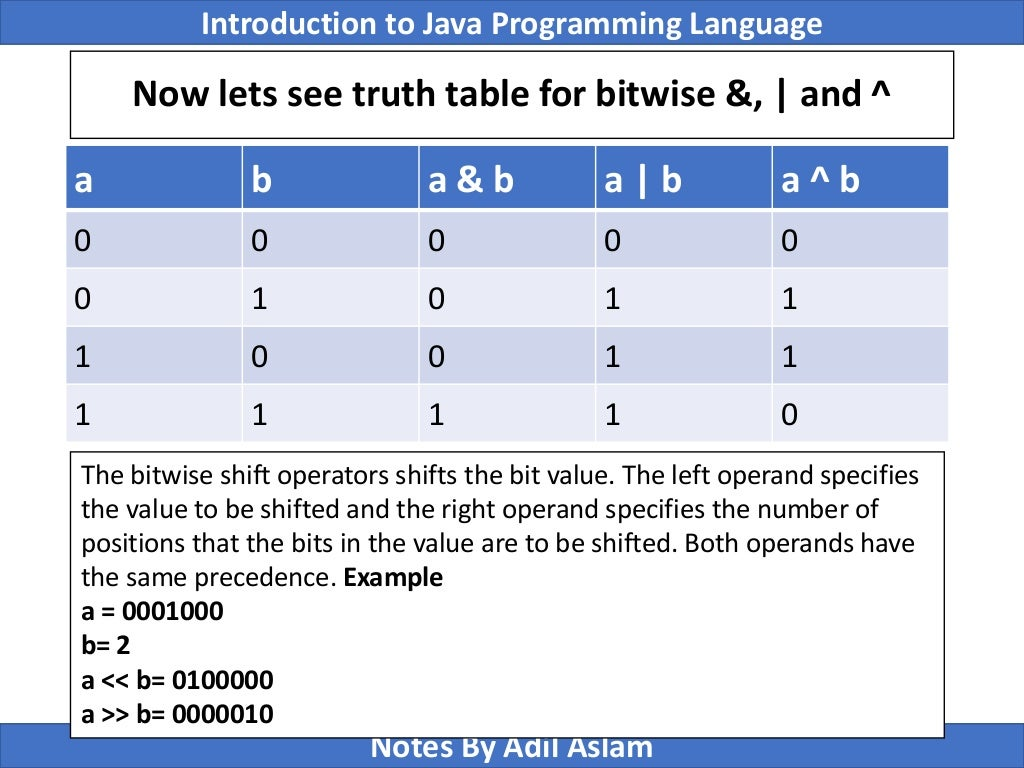 Introduction to Java Programming Language
Now lets see truth table for bitwise &, | and ^
a b a & b a | b a ^ b
0 0 0 0 0
0 1 0 1 1
1 0 0 1 1
1 1 1 1 0
The bitwise shift operators shifts the bit value. The left operand specifies
the value to be shifted and the right operand specifies the number of
positions that the bits in the value are to be shifted. Both operands have
the same precedence. Example
a = 0001000
b= 2
a << b= 0100000
a >> b= 0000010
Notes By Adil Aslam